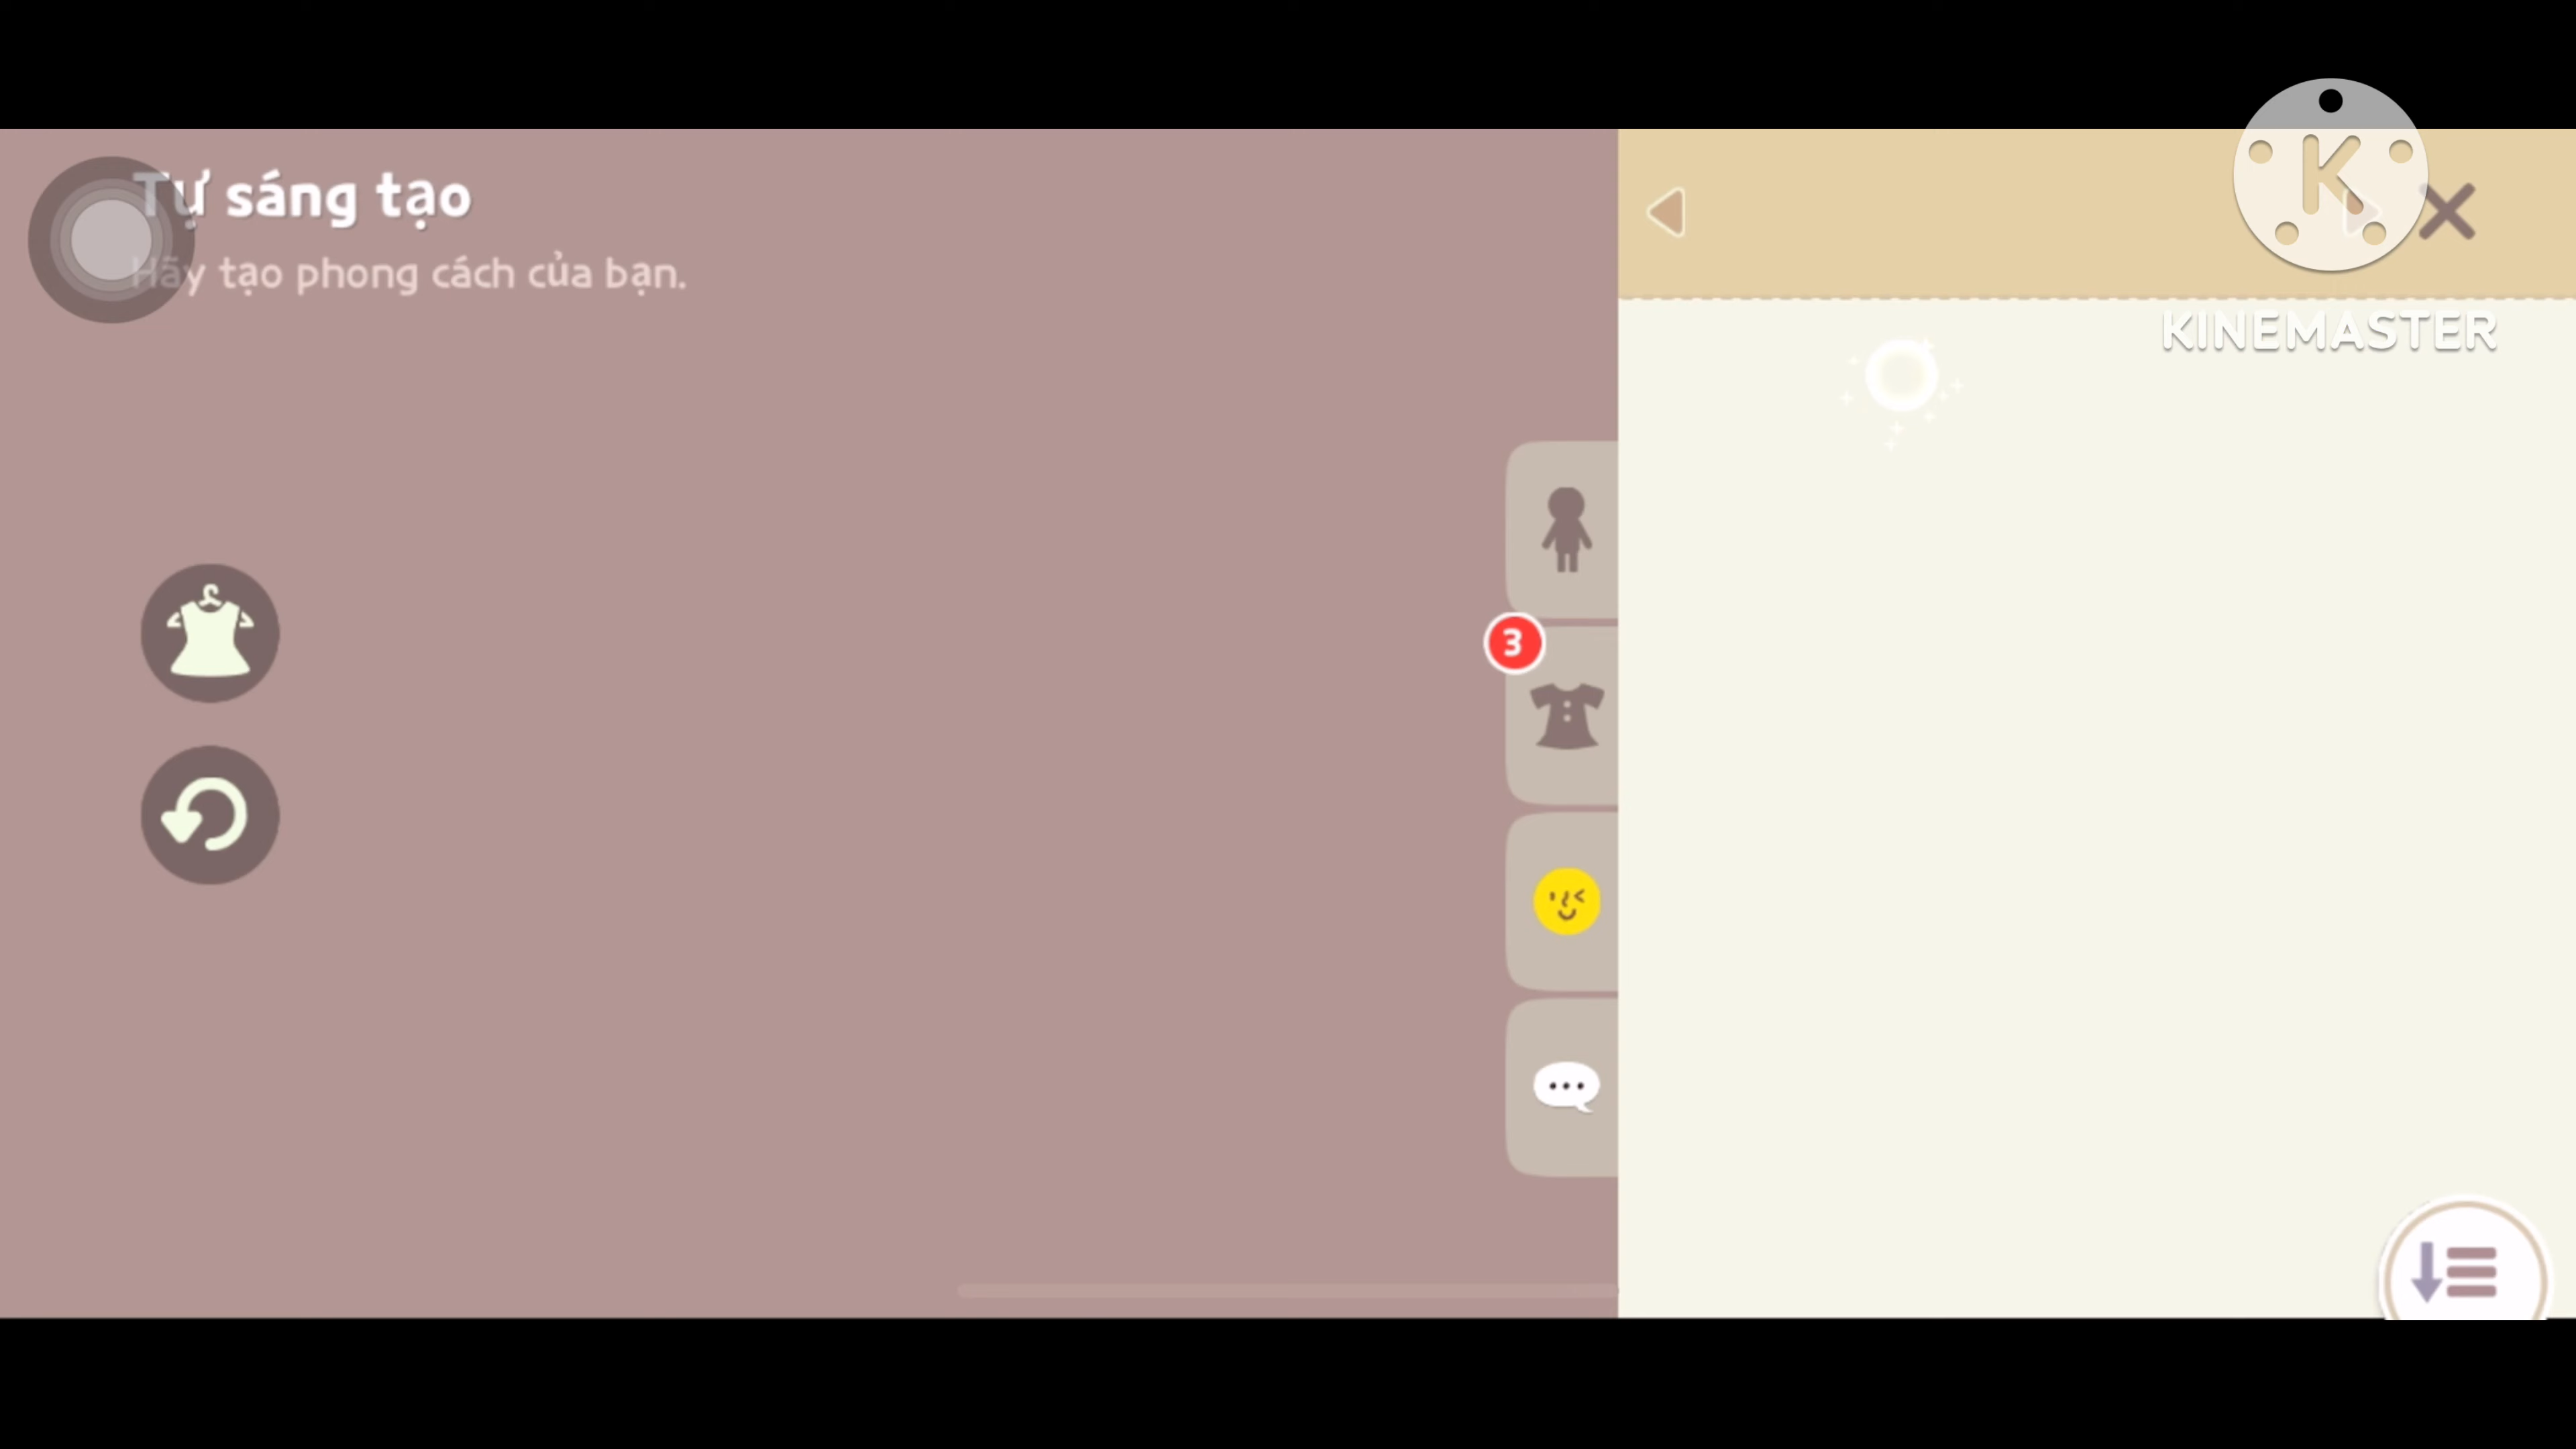 Tự sáng tạo
Hãy tạo phong cách của bạn.
K
KINEMASTER
3